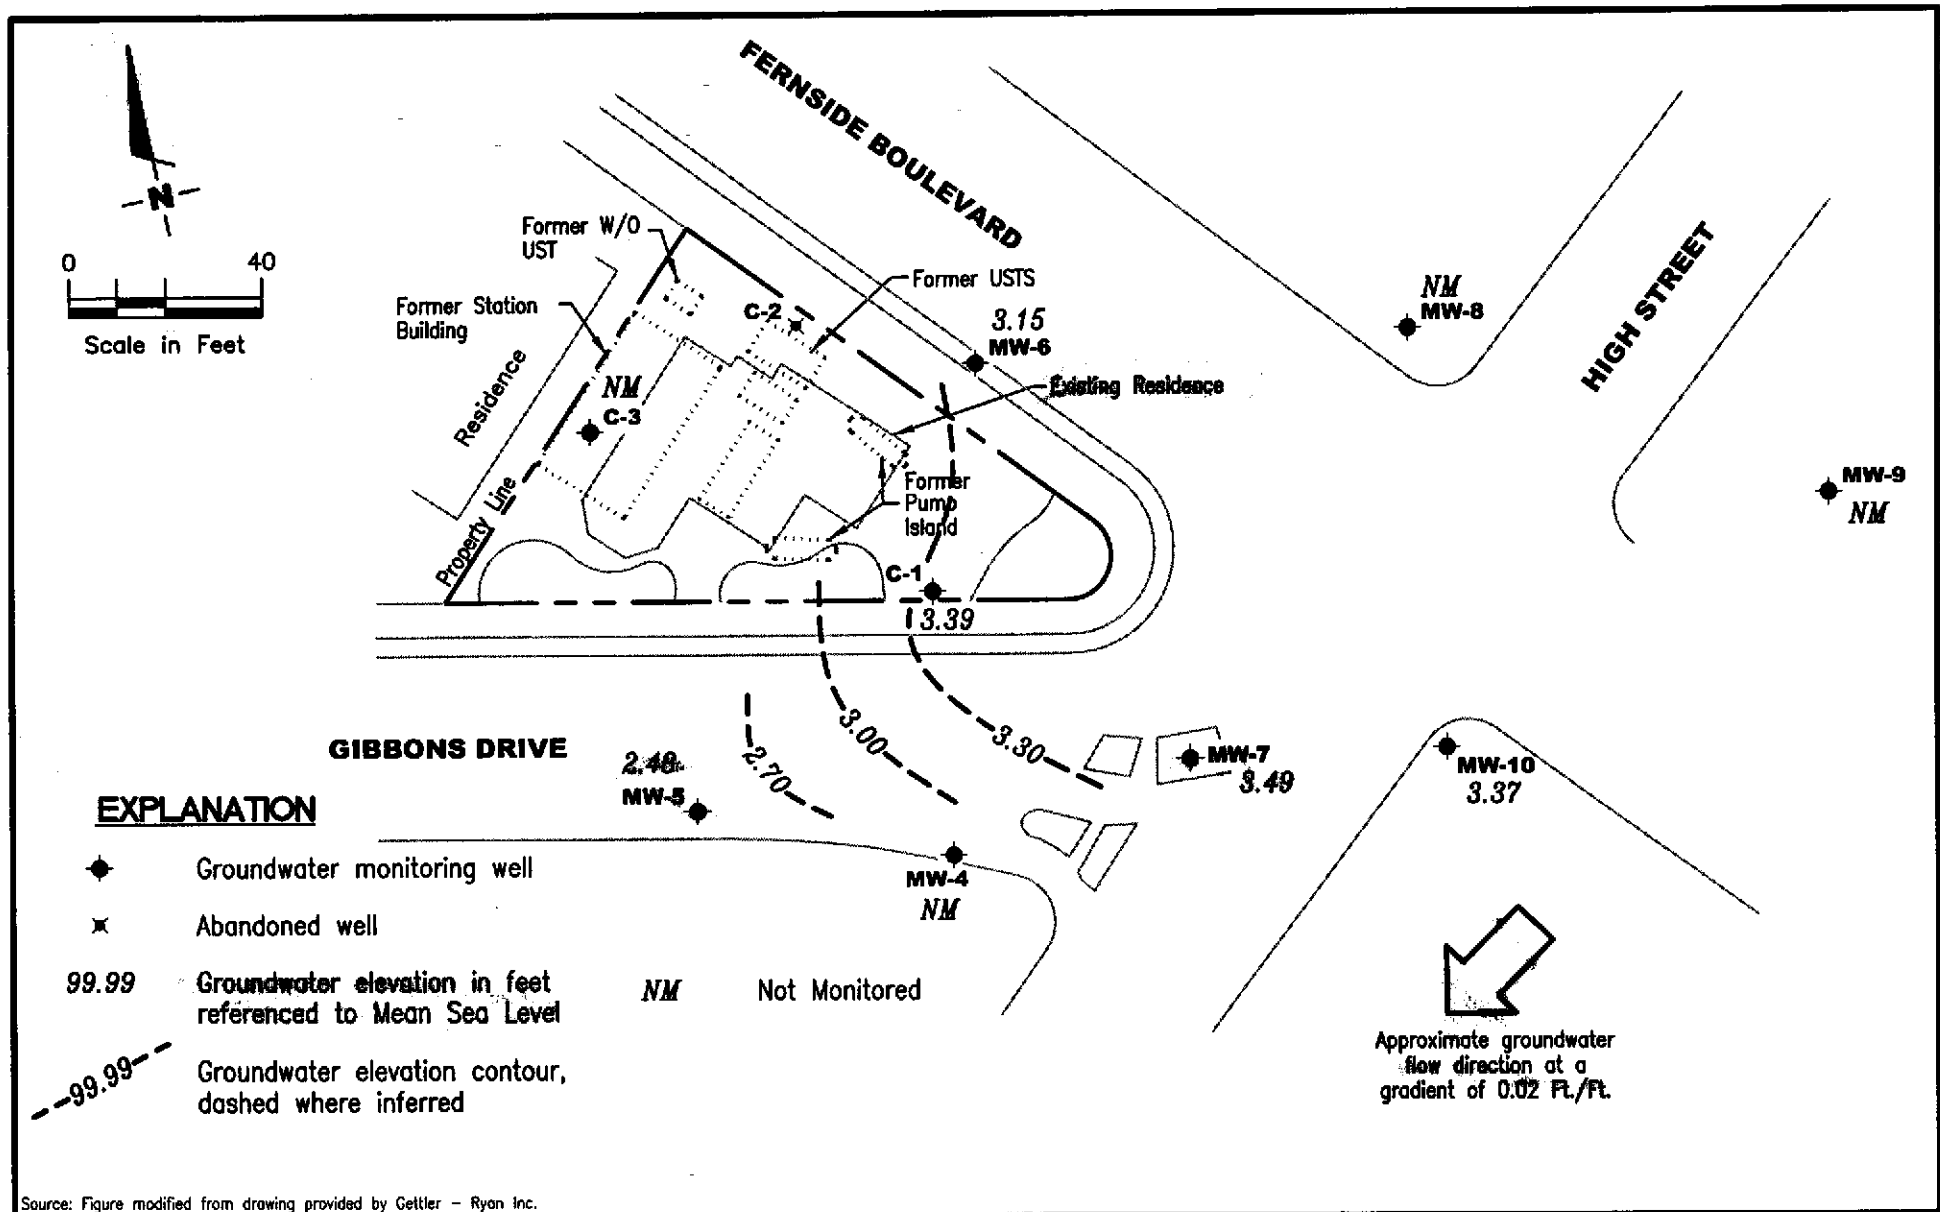 FERNSIDE BOULEVARD
N
0 40
Scale in Feet
Former W/O
UST
Former USTS
Former Station
Building
C-2
3.15
MW-6
NM
MW-8
HIGH STREET
Existing Residence
Residence
NM
C-3
MW-9
NM
Former
Pump
Island
Property Line
C-1
3.39
GIBBONS DRIVE
2.48
MW-5
2.70
3.00
3.30
MW-7
3.49
MW-10
3.37
MW-4
NM
EXPLANATION
Groundwater monitoring well
Abandoned well
99.99 Groundwater elevation in feet
referenced to Mean Sea Level
NM Not Monitored
99.99 Groundwater elevation contour,
dashed where inferred
Approximate groundwater
flow direction at a
gradient of 0.02 Ft./Ft.
Source: Figure modified from drawing provided by Gettler – Ryan Inc.